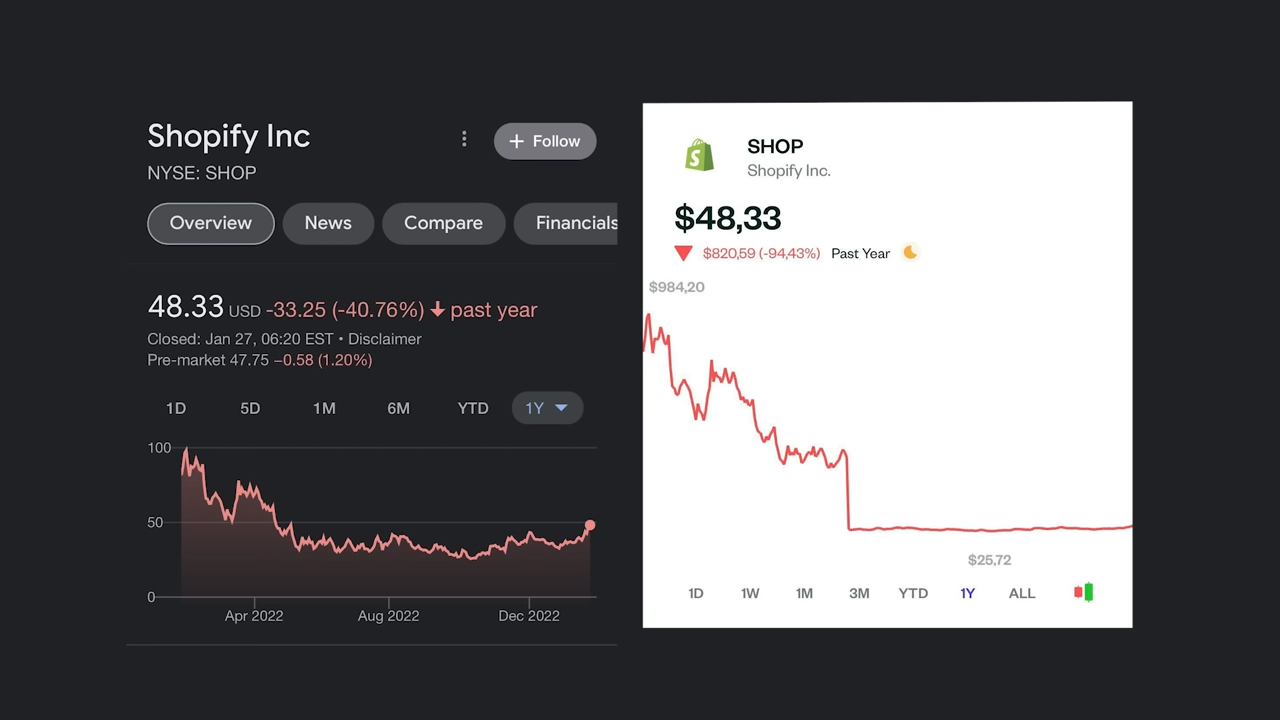 Shopify Inc
+ Follow
NYSE: SHOP
Overview News Compare Financials
48.33 USD -33.25 (-40.76%) ↓ past year
Closed: Jan 27, 06:20 EST • Disclaimer
Pre-market 47.75 −0.58 (1.20%)
1D 5D 1M 6M YTD 1Y
100
50
0
Apr 2022 Aug 2022 Dec 2022
S
SHOP
Shopify Inc.
$48,33
$820,59 (-94,43%) Past Year
$984,20
$25,72
1D 1W 1M 3M YTD 1Y ALL